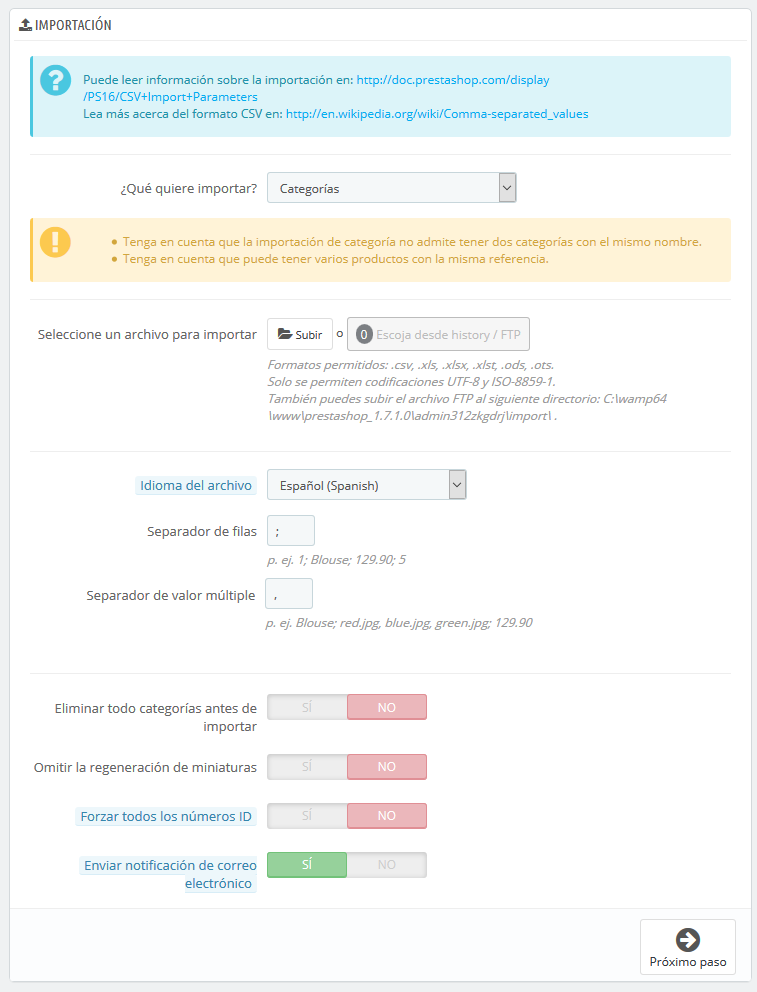 IMPORTACIÓN
?
Puede leer información sobre la importación en: http://doc.prestashop.com/display
/PS16/CSV+Import+Parameters
Lea más acerca del formato CSV en: http://en.wikipedia.org/wiki/Comma-separated_values
¿Qué quiere importar? Categorías
!
• Tenga en cuenta que la importación de categoría no admite tener dos categorías con el mismo nombre.
• Tenga en cuenta que puede tener varios productos con la misma referencia.
Seleccione un archivo para importar Subir o 0 Escoja desde history / FTP
Formatos permitidos: .csv, .xls, .xlsx, .xlst, .ods, .ots.
Solo se permiten codificaciones UTF-8 y ISO-8859-1.
También puedes subir el archivo FTP al siguiente directorio: C:\wamp64
\www\prestashop_1.7.1.0\admin312zkgdrj\import\ .
Idioma del archivo Español (Spanish)
Separador de filas ;
p. ej. 1; Blouse; 129.90; 5
Separador de valor múltiple ,
p. ej. Blouse; red.jpg, blue.jpg, green.jpg; 129.90
Eliminar todo categorías antes de SÍ NO
importar
Omitir la regeneración de miniaturas SÍ NO
Forzar todos los números ID SÍ NO
Enviar notificación de correo SÍ NO
electrónico
Próximo paso